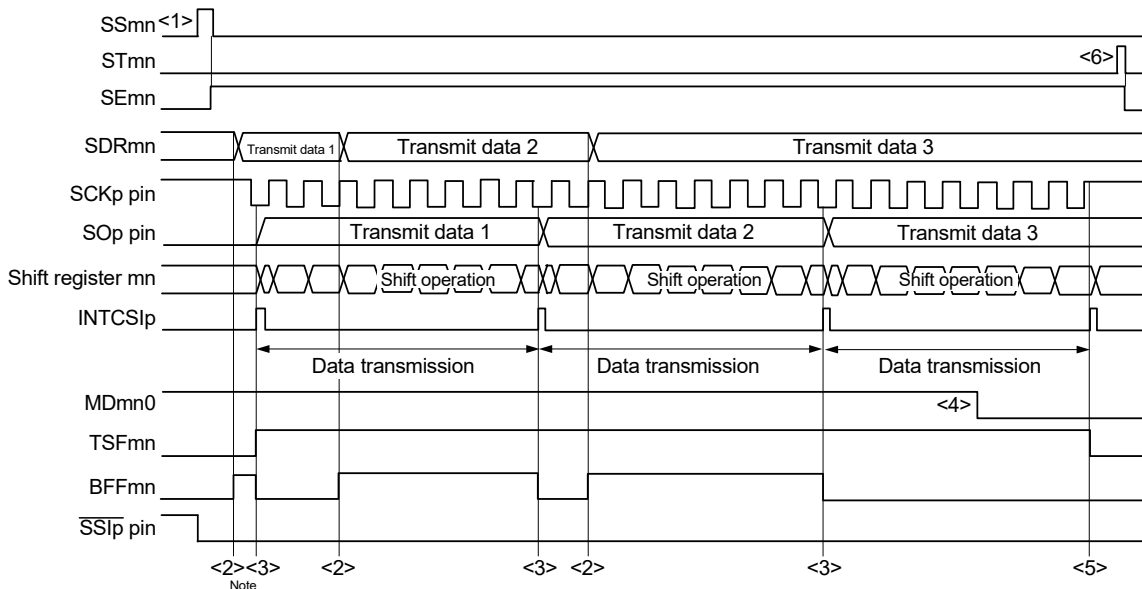 SSmn <1>
STmn <6>
SEmn
SDRmn Transmit data 1 Transmit data 2 Transmit data 3
SCKp pin
SOp pin Transmit data 1 Transmit data 2 Transmit data 3
Shift register mn Shift operation Shift operation Shift operation
INTCSIp
Data transmission Data transmission Data transmission
MDmn0 <4>
TSFmn
BFFmn
SSIp pin
<2> <3> <2> <3> <2> <3> <5>
Note